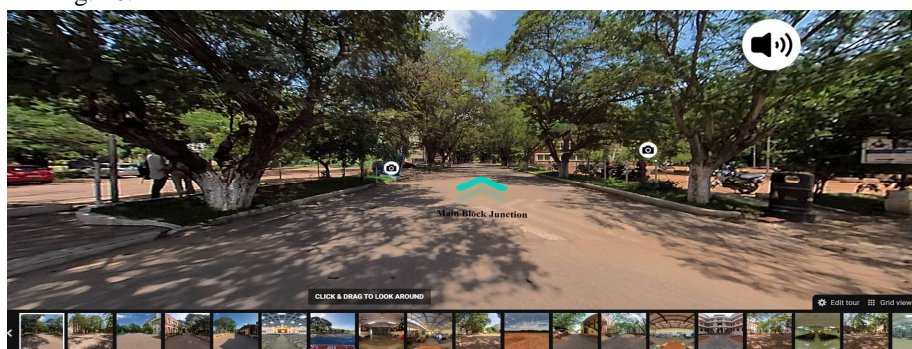 Main Block Junction
CLICK & DRAG TO LOOK AROUND
Edit tour
Grid view